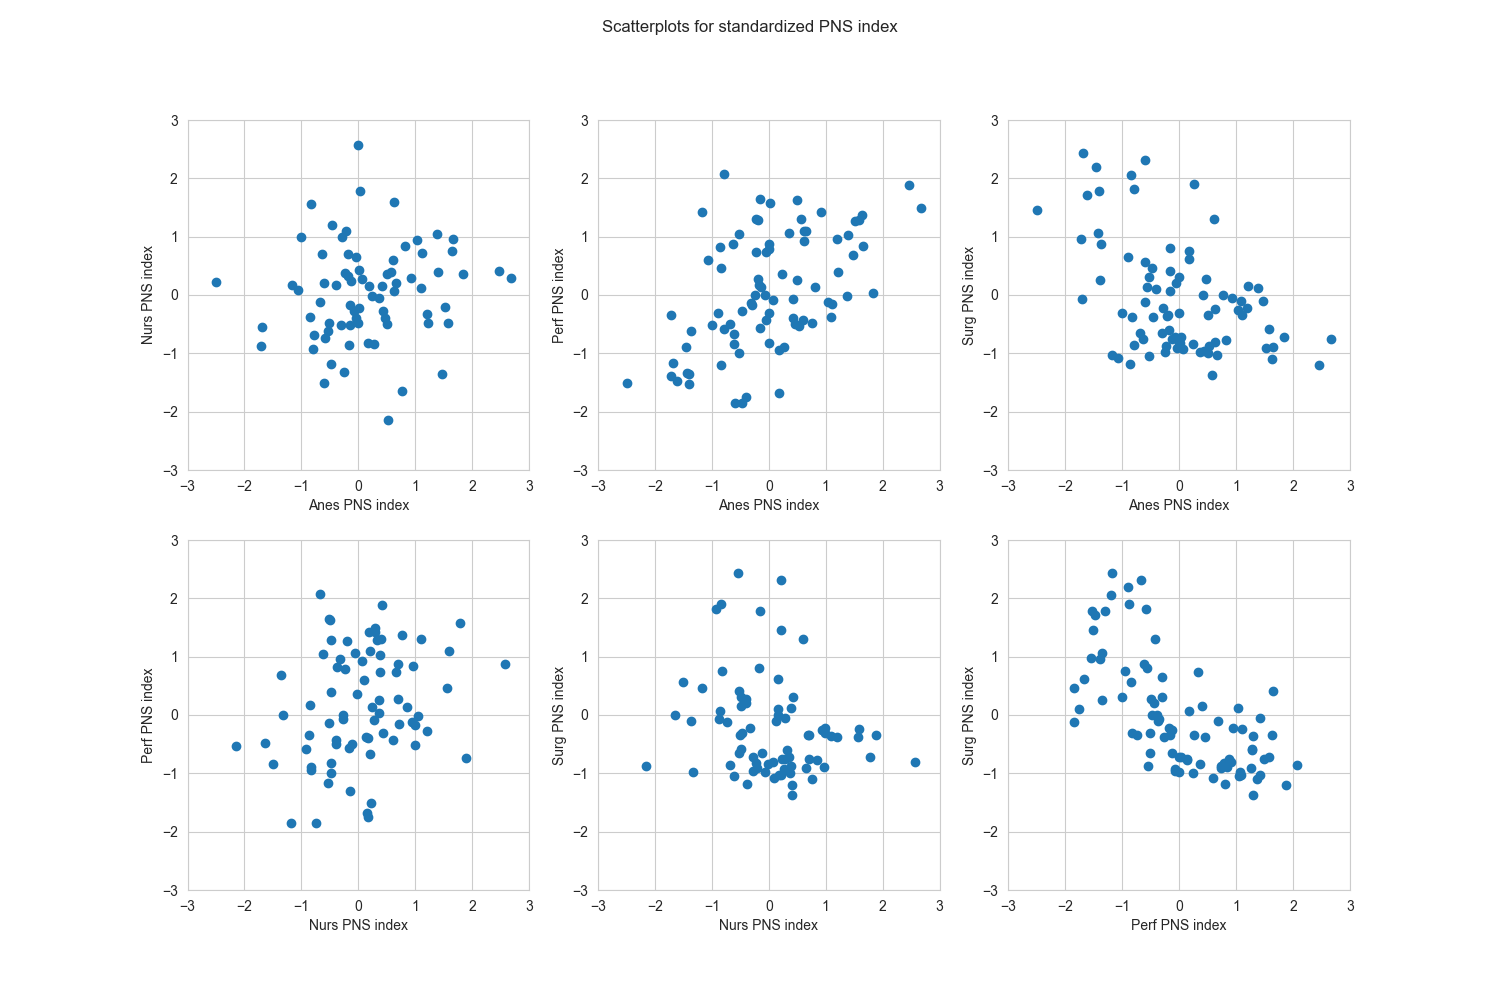 Scatterplots for standardized PNS index
3 3 3
2 2 2
1 1 1
0 0 0
−1 −1 −1
−2 −2 −2
−3 −3 −3
Nurs PNS index Perf PNS index Surg PNS index
−3 −2 −1 0 1 2 3 −3 −2 −1 0 1 2 3 −3 −2 −1 0 1 2 3
Anes PNS index Anes PNS index Anes PNS index
3 3 3
2 2 2
1 1 1
0 0 0
−1 −1 −1
−2 −2 −2
−3 −3 −3
Perf PNS index Surg PNS index Surg PNS index
−3 −2 −1 0 1 2 3 −3 −2 −1 0 1 2 3 −3 −2 −1 0 1 2 3
Nurs PNS index Nurs PNS index Perf PNS index